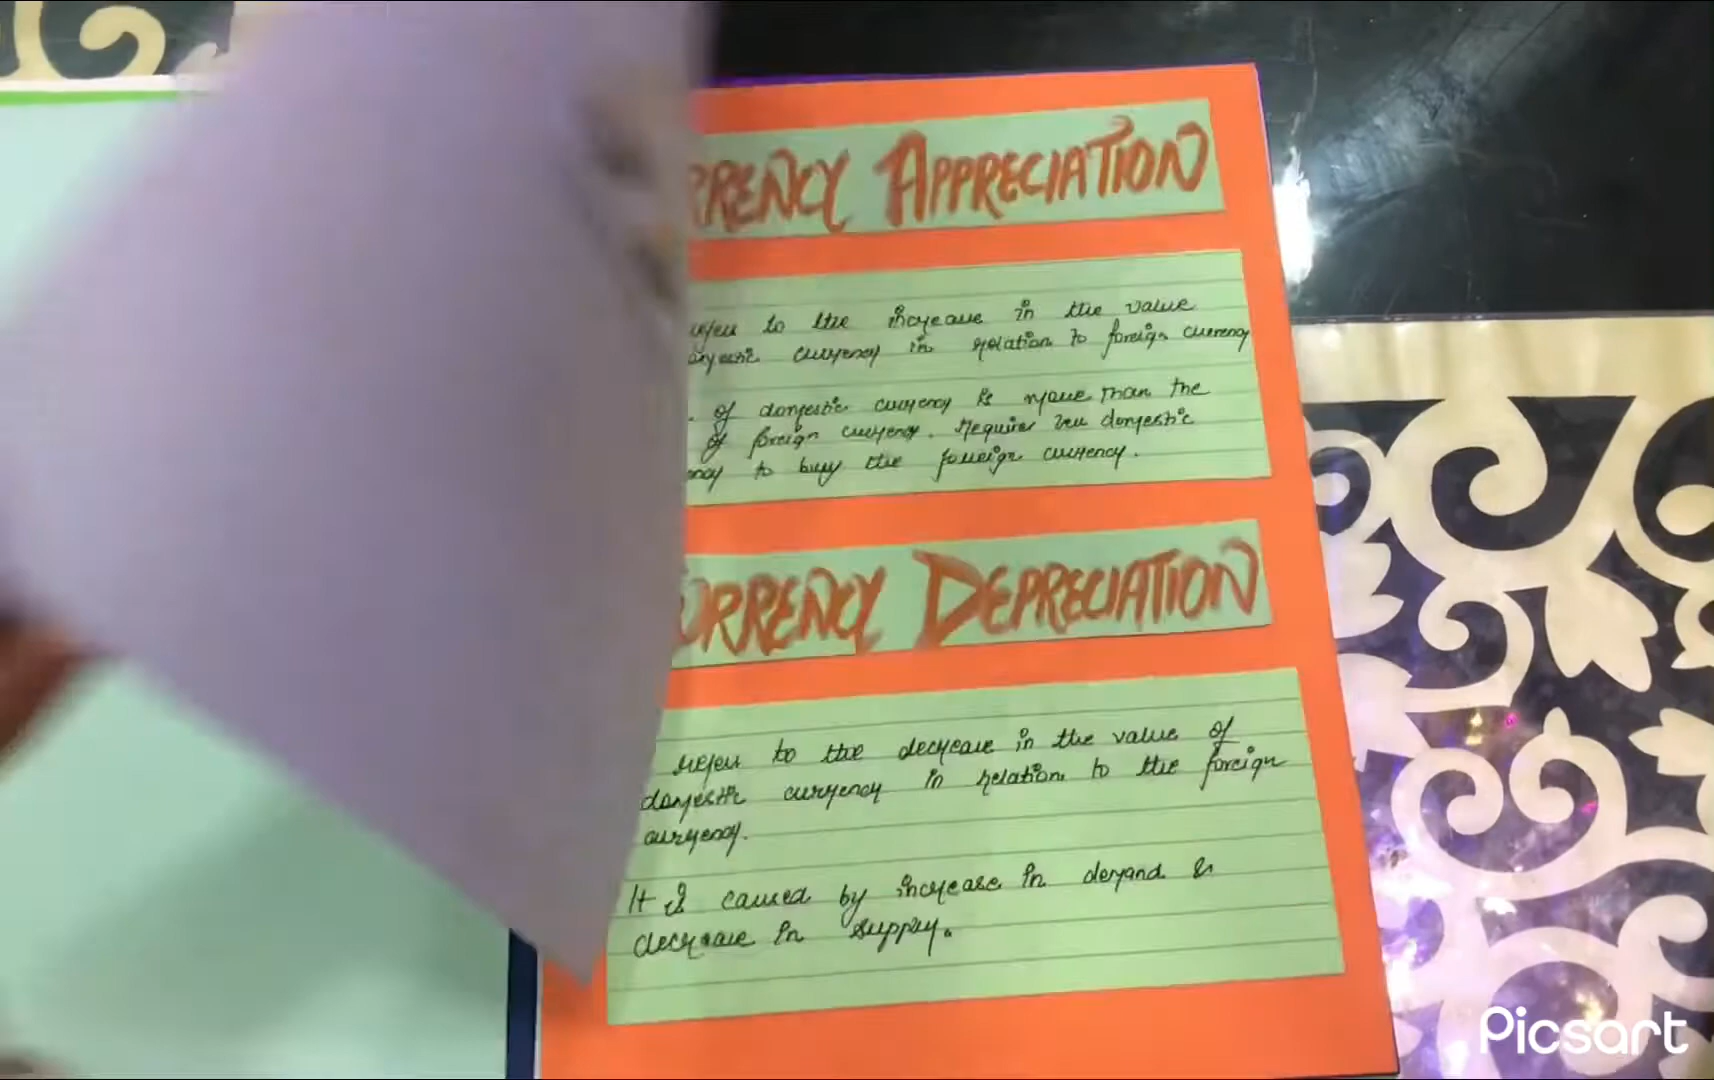 RRENCY APPRECIATION
refers to the increase in the value
domestic currency in relation to foreign currency
of domestic currency is more than the
of foreign currency. require less domestic
ency to buy the foreign currency.
URRENCY DEPRECIATION
refers to the decrease in the value of
domestic currency in relation to the foreign
currency.
It is caused by increase in demand &
decrease in supply.
Picsart